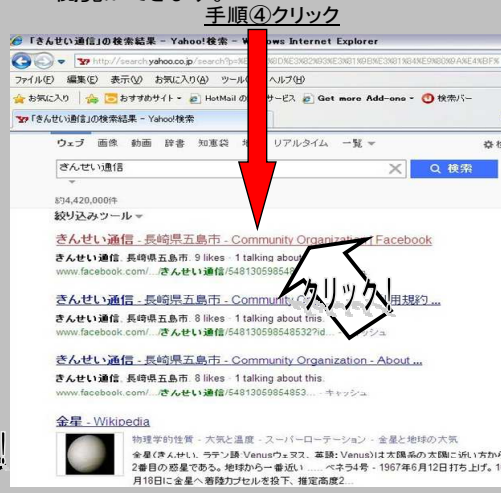 手順④クリック
「きんせい通信」の検索結果 - Yahoo!検索 - Windows Internet Explorer
http://search.yahoo.co.jp/search?p=
ファイル(F) 編集(E) 表示(V) お気に入り(A) ツール ヘルプ(H)
お気に入り おすすめサイト HotMail の サービス Get more Add-ons 検索バー
「きんせい通信」の検索結果 - Yahoo!検索
ウェブ 画像 動画 辞書 知恵袋 地 リアルタイム 一覧
きんせい通信 検索
約4,420,000件
絞り込みツール
きんせい通信 - 長崎県五島市 - Community Organization | Facebook
きんせい通信, 長崎県五島市. 9 likes · 1 talking about
www.facebook.com/.../きんせい通信/5481305985485
クリック!
きんせい通信 - 長崎県五島市 - Community O 用規約 ...
きんせい通信, 長崎県五島市. 8 likes · 1 talking about this.
www.facebook.com/.../きんせい通信/548130598548532?id... - キャッシュ
きんせい通信 - 長崎県五島市 - Community Organization - About ...
きんせい通信, 長崎県五島市. 8 likes · 1 talking about this.
www.facebook.com/.../きんせい通信/54813059854853... - キャッシュ
金星 - Wikipedia
物理学的性質 - 大気と温度 - スーパーローテーション - 金星と地球の大気
金星(きんせい、ラテン語: Venusウェヌス、英語: Venus)は太陽系の太陽に近い方から
2番目の惑星である。地球から一番近い ..... ベネラ4号 - 1967年6月12日打ち上げ。1
月18日に金星へ着陸カプセルを投下、推定高度2...